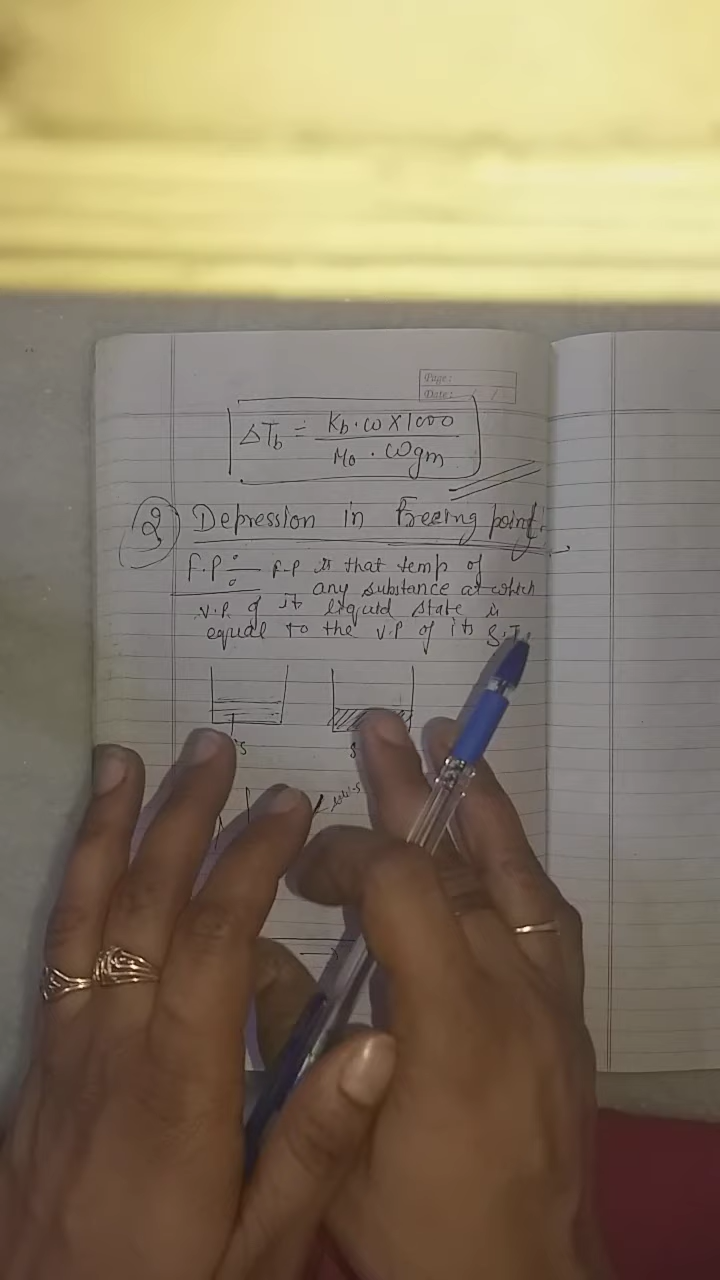 Page:
Date:
ΔTb = Kb·ω×1000
Mo · ωgm
2 Depression in Freezing point:
F.P÷ F.P is that temp of
any substance at which
v.p. of its liquid state is
equal to the v.p of its S.T.
S